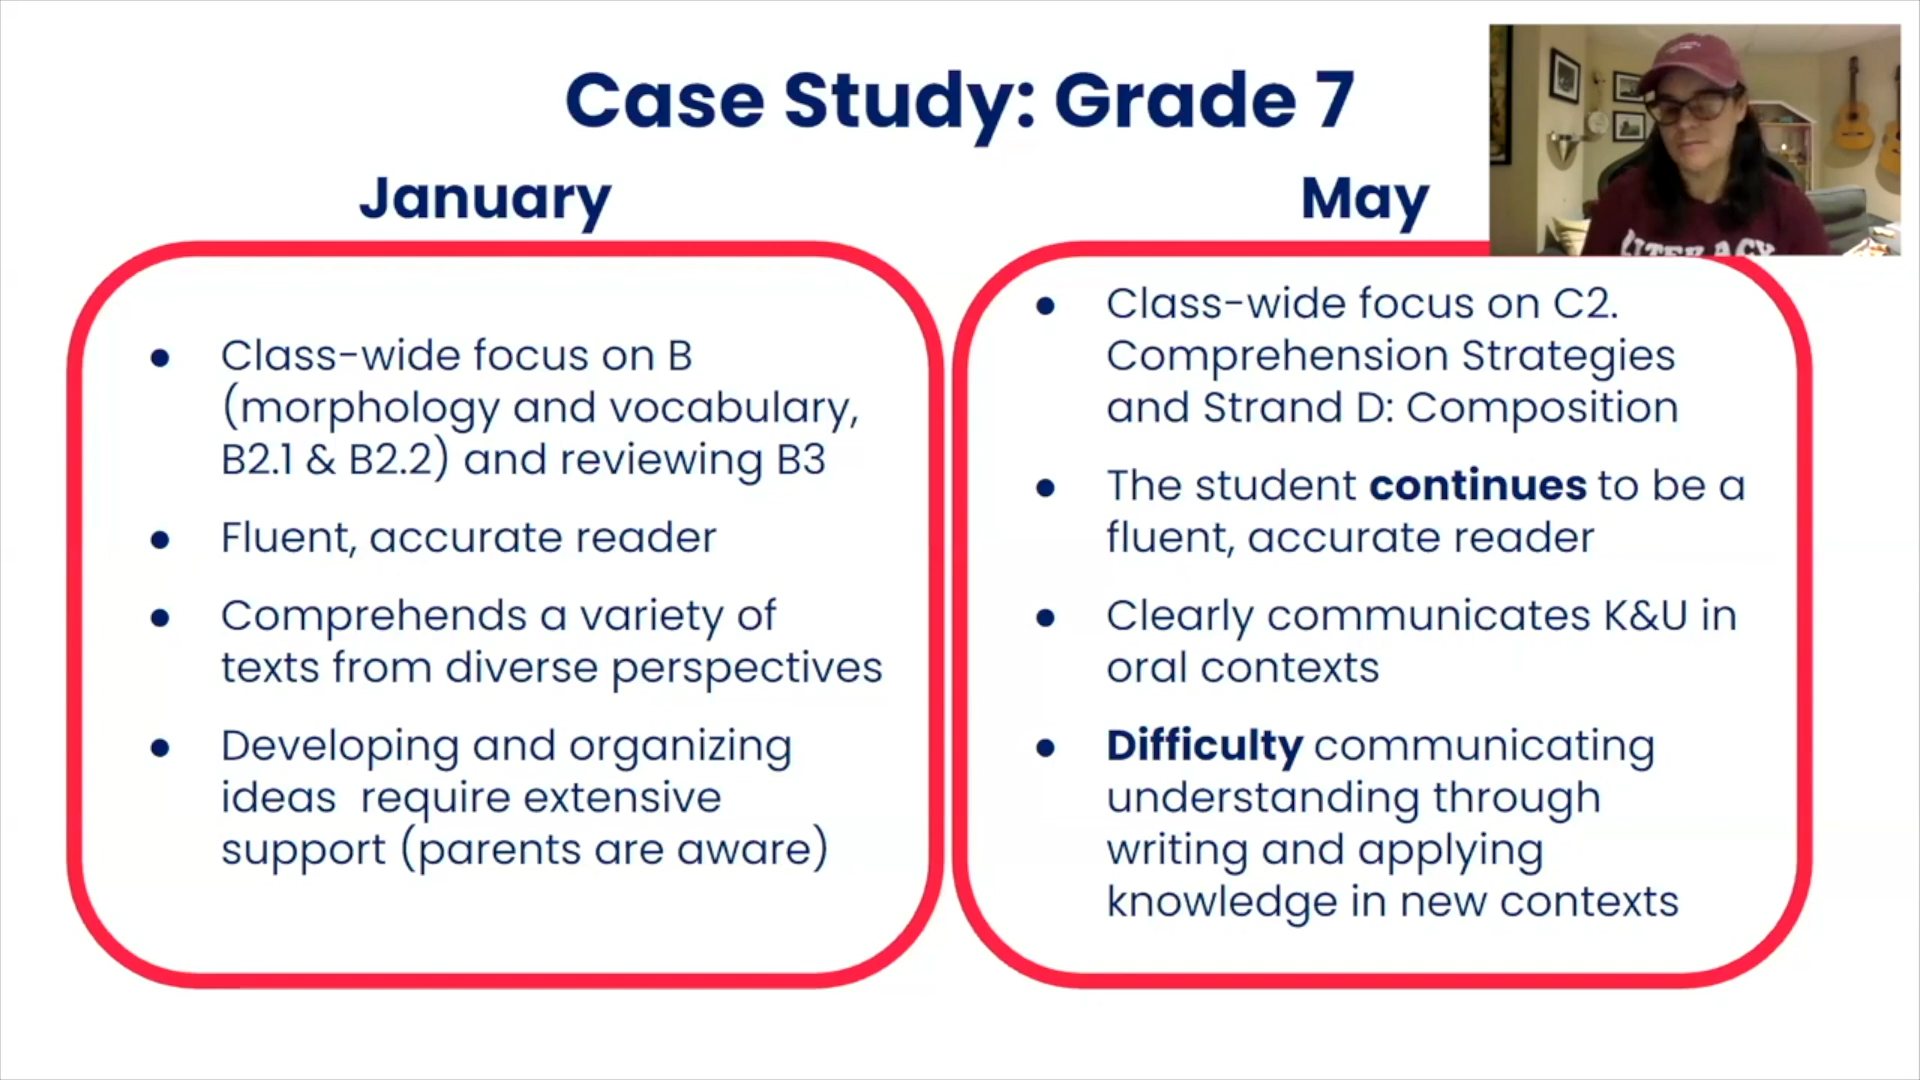 Case Study: Grade 7
January
● Class-wide focus on B
(morphology and vocabulary,
B2.1 & B2.2) and reviewing B3
● Fluent, accurate reader
● Comprehends a variety of
texts from diverse perspectives
● Developing and organizing
ideas  require extensive
support (parents are aware)
May
● Class-wide focus on C2.
Comprehension Strategies
and Strand D: Composition
● The student continues to be a
fluent, accurate reader
● Clearly communicates K&U in
oral contexts
● Difficulty communicating
understanding through
writing and applying
knowledge in new contexts
LITERACY